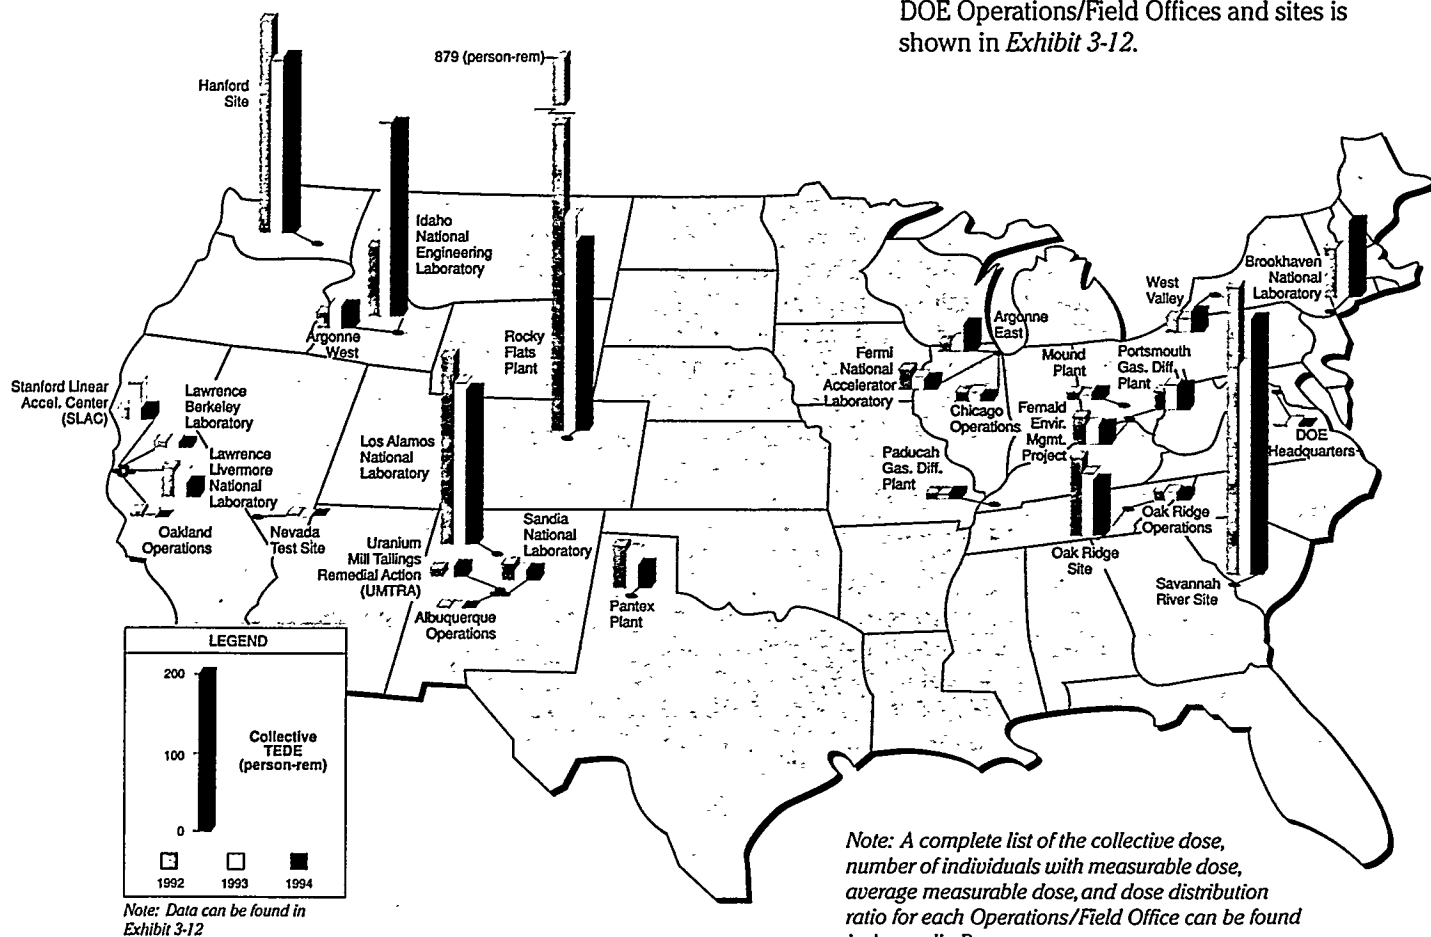 DOE Operations/Field Offices and sites is
shown in Exhibit 3-12.
879 (person-rem)
Hanford
Site
Idaho
National
Engineering
Laboratory
Argonne
West
Rocky
Flats
Plant
Stanford Linear
Accel. Center
(SLAC)
Lawrence
Berkeley
Laboratory
Lawrence
Livermore
National
Laboratory
Oakland
Operations
Nevada
Test Site
Los Alamos
National
Laboratory
Uranium
Mill Tailings
Remedial Action
(UMTRA)
Sandia
National
Laboratory
Albuquerque
Operations
Pantex
Plant
Argonne
East
Fermi
National
Accelerator
Laboratory
Chicago
Operations
Paducah
Gas. Diff.
Plant
Mound
Plant
Fernald
Envir.
Mgmt.
Project
Portsmouth
Gas. Diff.
Plant
West
Valley
Brookhaven
National
Laboratory
DOE
Headquarters
Oak Ridge
Operations
Oak Ridge
Site
Savannah
River Site
LEGEND
200
100
0
Collective
TEDE
(person-rem)
1992 1993 1994
Note: Data can be found in
Exhibit 3-12
Note: A complete list of the collective dose,
number of individuals with measurable dose,
average measurable dose, and dose distribution
ratio for each Operations/Field Office can be found